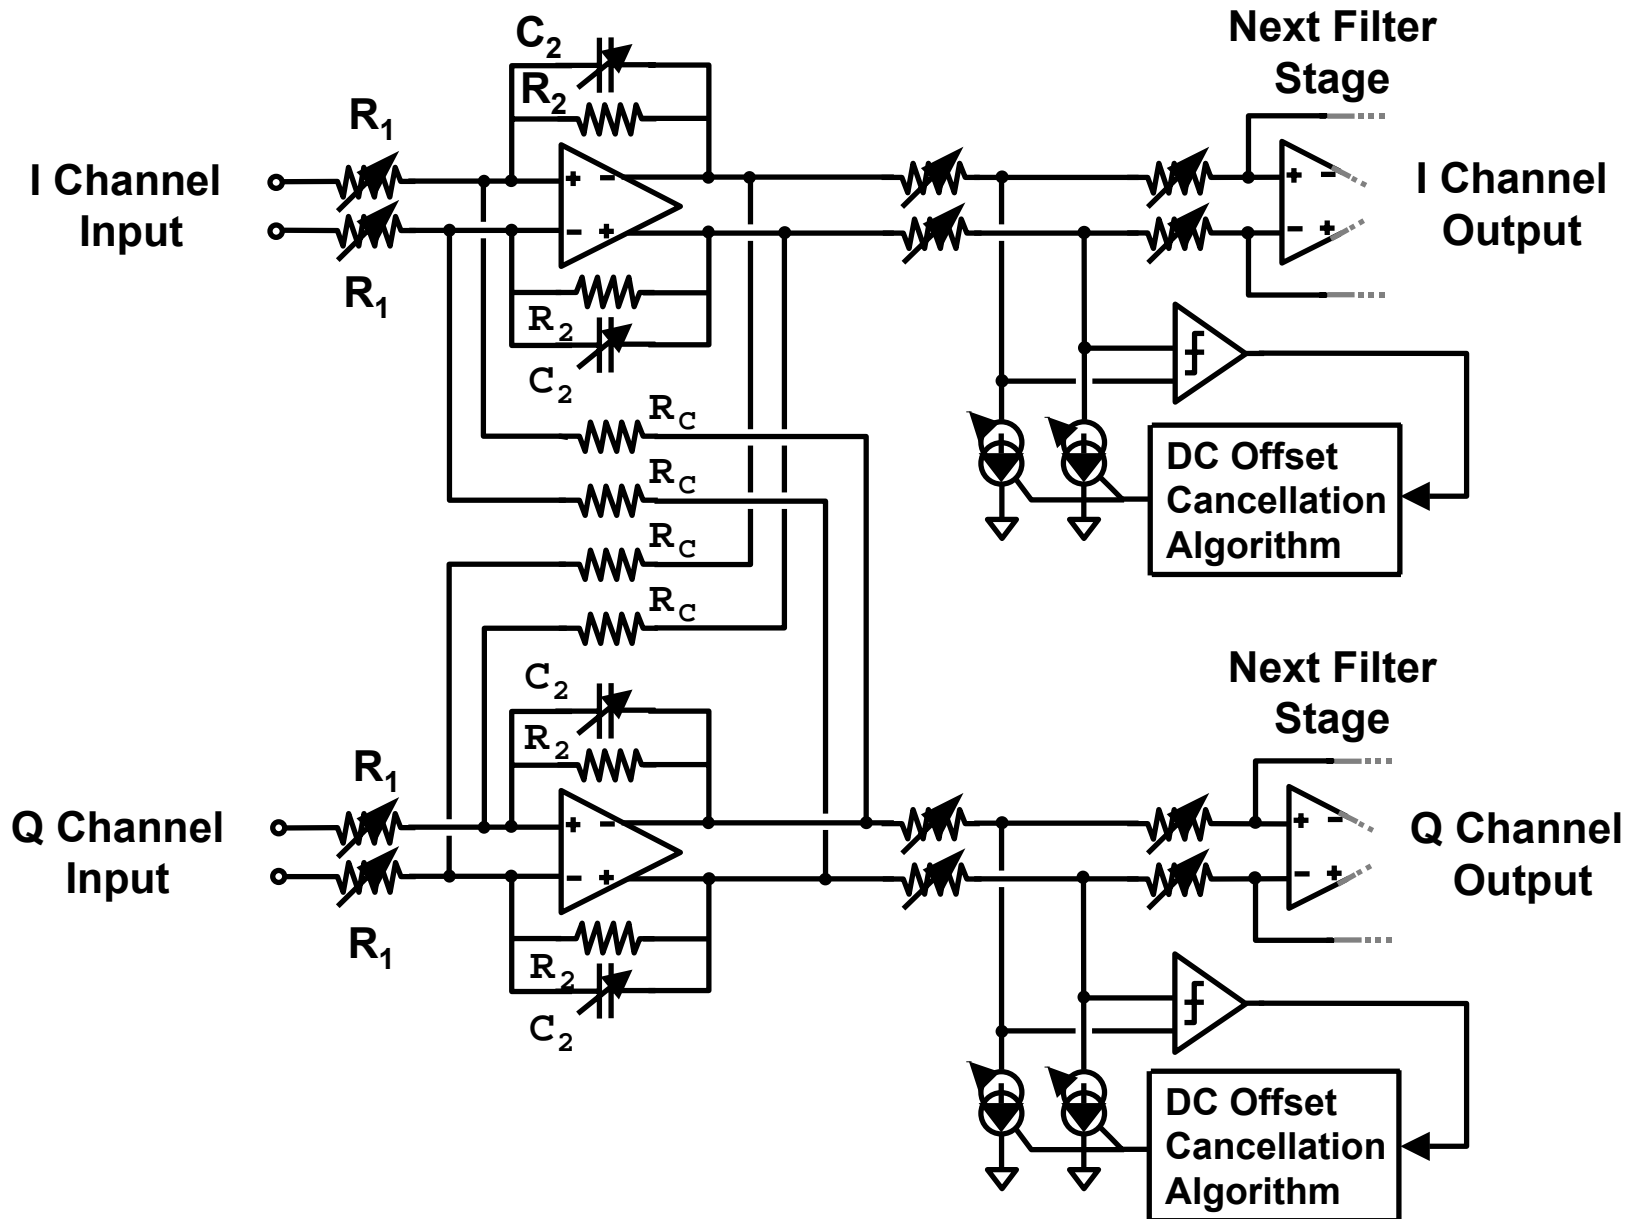 C2
Next Filter
Stage
R2
R1
I Channel
Input
+ −
− +
+ −
− +
I Channel
Output
R1
R2
C2
RC
DC Offset
Cancellation
Algorithm
RC
RC
RC
Next Filter
Stage
C2
R2
R1
Q Channel
Input
+ −
− +
+ −
− +
Q Channel
Output
R1
R2
C2
DC Offset
Cancellation
Algorithm